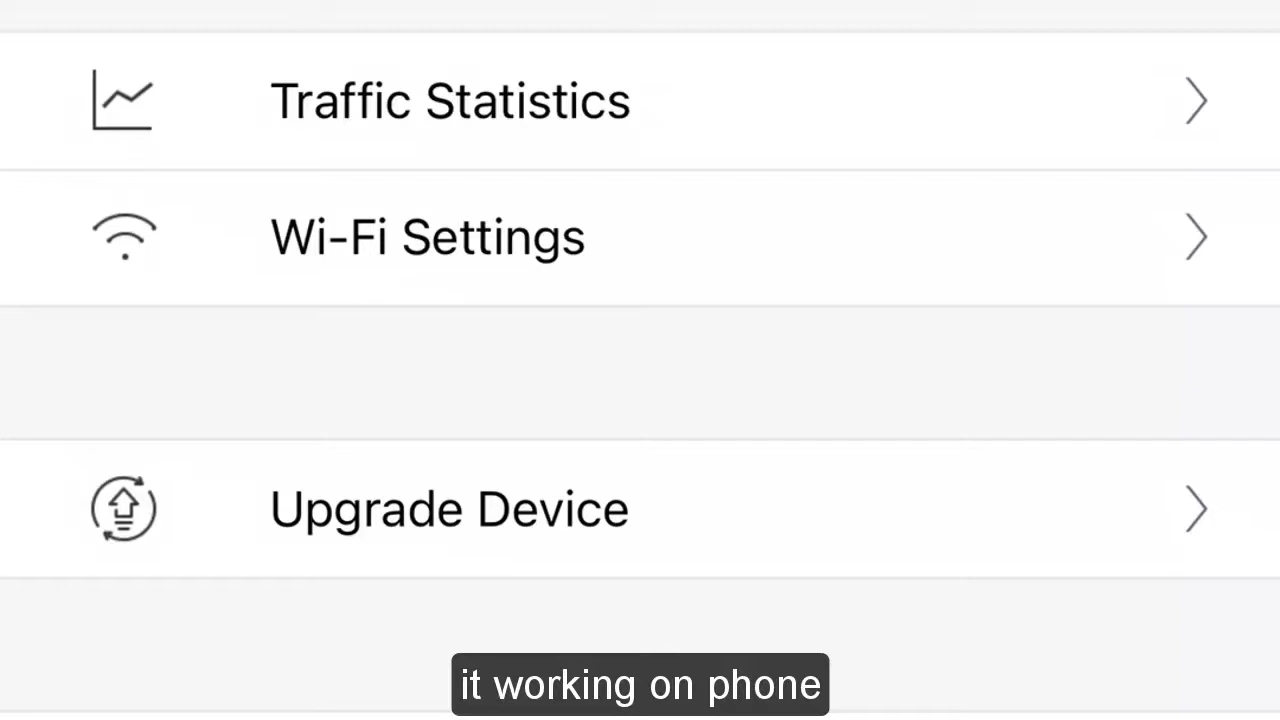 Traffic Statistics
Wi-Fi Settings
Upgrade Device
it working on phone